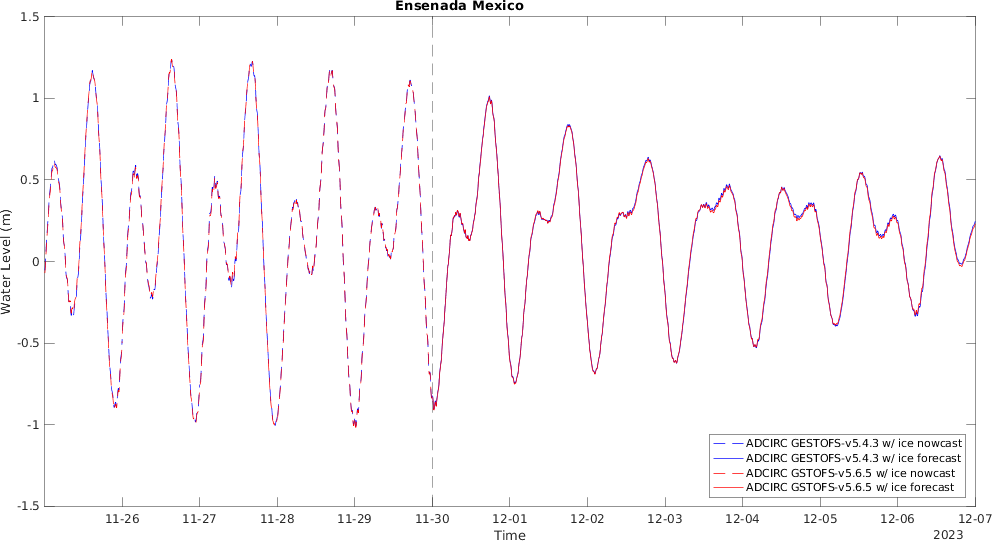 Ensenada Mexico
1.5
1
0.5
0
-0.5
-1
-1.5
Water Level (m)
11-26 11-27 11-28 11-29 11-30 12-01 12-02 12-03 12-04 12-05 12-06 12-07
Time
2023
ADCIRC GESTOFS-v5.4.3 w/ ice nowcast
ADCIRC GESTOFS-v5.4.3 w/ ice forecast
ADCIRC GSTOFS-v5.6.5 w/ ice nowcast
ADCIRC GSTOFS-v5.6.5 w/ ice forecast